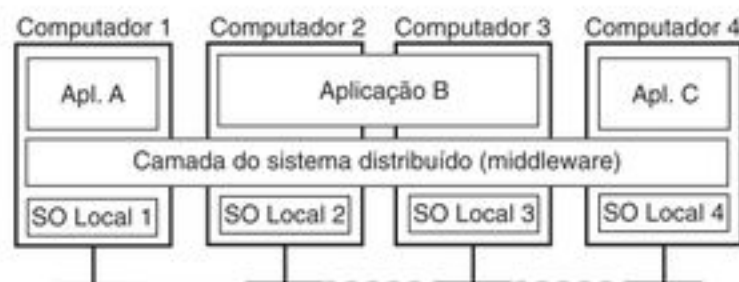 Computador 1 Computador 2 Computador 3 Computador 4
Apl. A Aplicação B Apl. C
Camada do sistema distribuído (middleware)
SO Local 1 SO Local 2 SO Local 3 SO Local 4